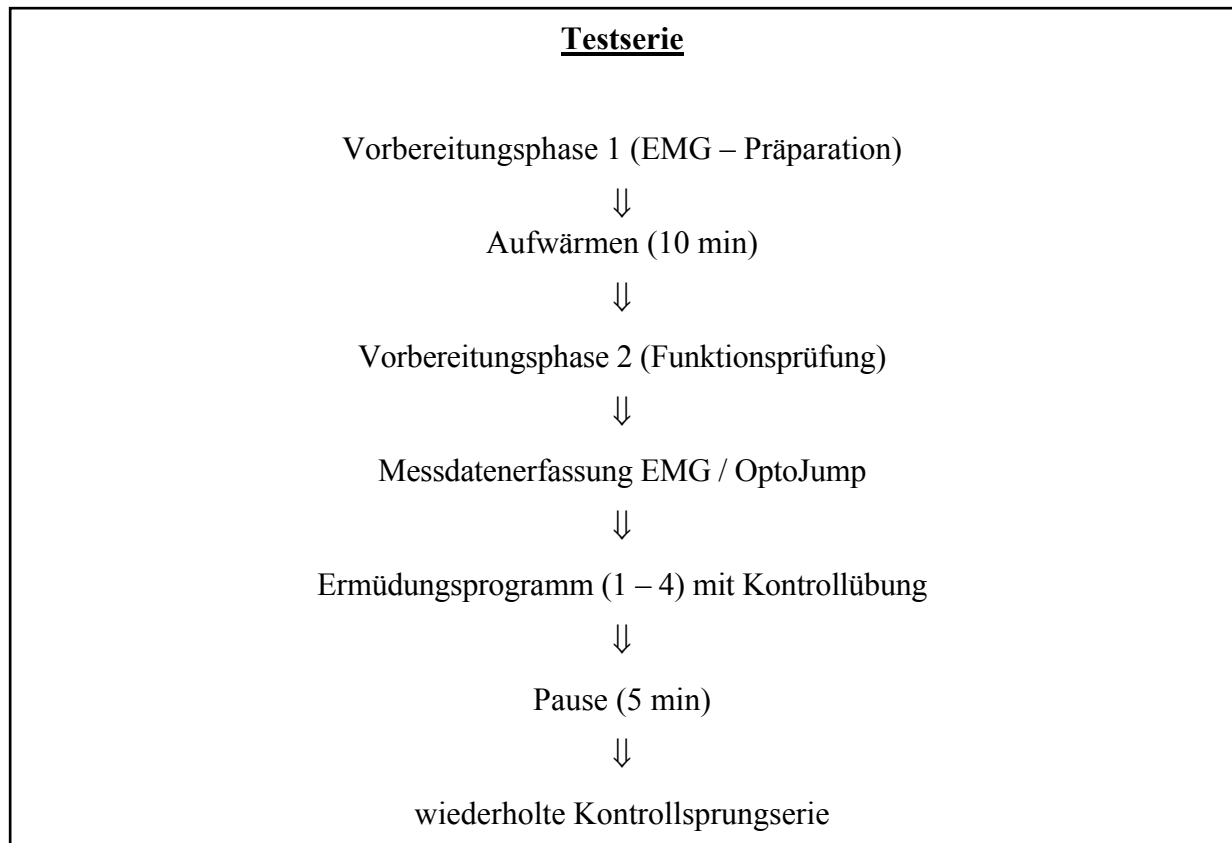 Testserie
Vorbereitungsphase 1 (EMG – Präparation)
⇓
Aufwärmen (10 min)
⇓
Vorbereitungsphase 2 (Funktionsprüfung)
⇓
Messdatenerfassung EMG / OptoJump
⇓
Ermüdungsprogramm (1 – 4) mit Kontrollübung
⇓
Pause (5 min)
⇓
wiederholte Kontrollsprungserie